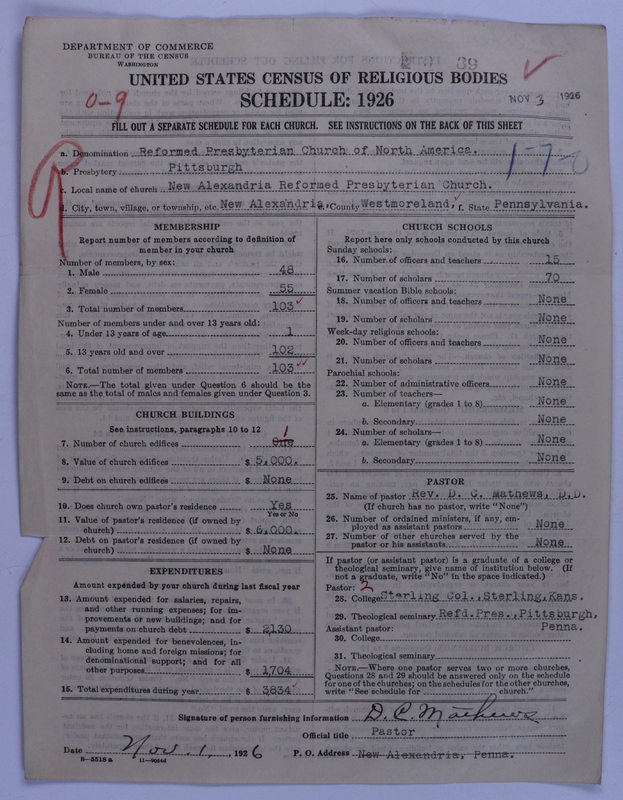 DEPARTMENT OF COMMERCE
BUREAU OF THE CENSUS
WASHINGTON
39
UNITED STATES CENSUS OF RELIGIOUS BODIES
SCHEDULE: 1926
NOV 3 1926
0-9
FILL OUT A SEPARATE SCHEDULE FOR EACH CHURCH. SEE INSTRUCTIONS ON THE BACK OF THIS SHEET
a. Denomination Reformed Presbyterian Church of North America.
b. Presbytery Pittsburgh
1-7-0
c. Local name of church New Alexandria Reformed Presbyterian Church.
d. City, town, village, or township, etc. New Alexandria, County Westmoreland, f. State Pennsylvania.
MEMBERSHIP
Report number of members according to definition of
member in your church
Number of members, by sex:
1. Male 48
2. Female 55
3. Total number of members 103
Number of members under and over 13 years old:
4. Under 13 years of age 1
5. 13 years old and over 102
6. Total number of members 103
NOTE.—The total given under Question 6 should be the
same as the total of males and females given under Question 3.
CHURCH BUILDINGS
See instructions, paragraphs 10 to 12
1
7. Number of church edifices One
8. Value of church edifices $ 5,000.
9. Debt on church edifices $ None
10. Does church own pastor's residence Yes
Yes or No
11. Value of pastor's residence (if owned by
church) $ 6,000.
12. Debt on pastor's residence (if owned by
church) $ None
EXPENDITURES
Amount expended by your church during last fiscal year
13. Amount expended for salaries, repairs,
and other running expenses; for im-
provements or new buildings; and for
payments on church debt $ 2130
14. Amount expended for benevolences, in-
cluding home and foreign missions; for
denominational support; and for all
other purposes $ 1704
15. Total expenditures during year $ 3834
CHURCH SCHOOLS
Report here only schools conducted by this church
Sunday schools:
16. Number of officers and teachers 15
17. Number of scholars 70
Summer vacation Bible schools:
18. Number of officers and teachers None
19. Number of scholars None
Week-day religious schools:
20. Number of officers and teachers None
21. Number of scholars None
Parochial schools:
22. Number of administrative officers None
23. Number of teachers—
a. Elementary (grades 1 to 8) None
b. Secondary None
24. Number of scholars—
a. Elementary (grades 1 to 8) None
b. Secondary None
PASTOR
25. Name of pastor Rev. D. C. Mathews, D.D.
(If church has no pastor, write "None")
26. Number of ordained ministers, if any, em-
ployed as assistant pastors None
27. Number of other churches served by the
pastor or his assistants None
If pastor (or assistant pastor) is a graduate of a college or
theological seminary, give name of institution below. (If
not a graduate, write "No" in the space indicated.)
Pastor: 2
28. College Sterling Col., Sterling, Kans.
29. Theological seminary Refd.Pres., Pittsburgh,
Assistant pastor: Penna.
30. College
31. Theological seminary
NOTE.—Where one pastor serves two or more churches,
Questions 28 and 29 should be answered only on the schedule
for one of the churches; on the schedules for the other churches,
write "See schedule for church."
Signature of person furnishing information D. C. Mathews
Official title Pastor
Date Nov. 1, 1926 P. O. Address New Alexandria, Penna.
8-5518 a 11-9034d